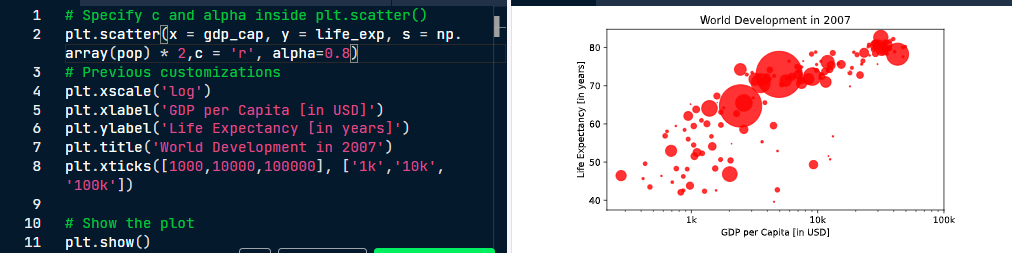 1 # Specify c and alpha inside plt.scatter()
2 plt.scatter(x = gdp_cap, y = life_exp, s = np.
array(pop) * 2,c = 'r', alpha=0.8)
3 # Previous customizations
4 plt.xscale('log')
5 plt.xlabel('GDP per Capita [in USD]')
6 plt.ylabel('Life Expectancy [in years]')
7 plt.title('World Development in 2007')
8 plt.xticks([1000,10000,100000], ['1k','10k',
'100k'])
9
10 # Show the plot
11 plt.show()
World Development in 2007
Life Expectancy [in years]
80
70
60
50
40
1k 10k 100k
GDP per Capita [in USD]